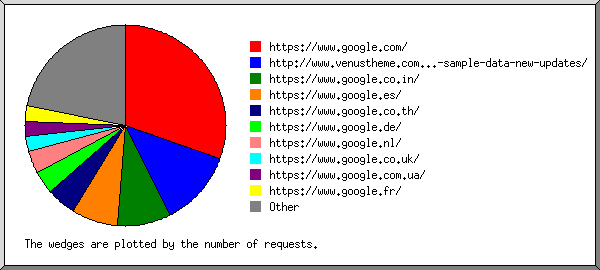 https://www.google.com/
http://www.venustheme.com...-sample-data-new-updates/
https://www.google.co.in/
https://www.google.es/
https://www.google.co.th/
https://www.google.de/
https://www.google.nl/
https://www.google.co.uk/
https://www.google.com.ua/
https://www.google.fr/
Other
The wedges are plotted by the number of requests.